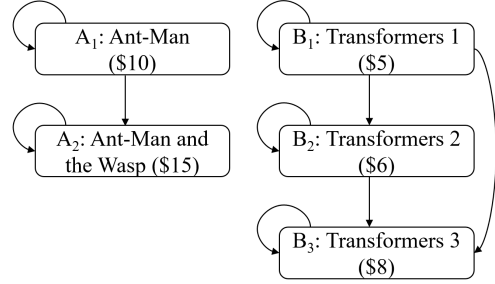 A₁: Ant-Man
($10)
A₂: Ant-Man and
the Wasp ($15)
B₁: Transformers 1
($5)
B₂: Transformers 2
($6)
B₃: Transformers 3
($8)